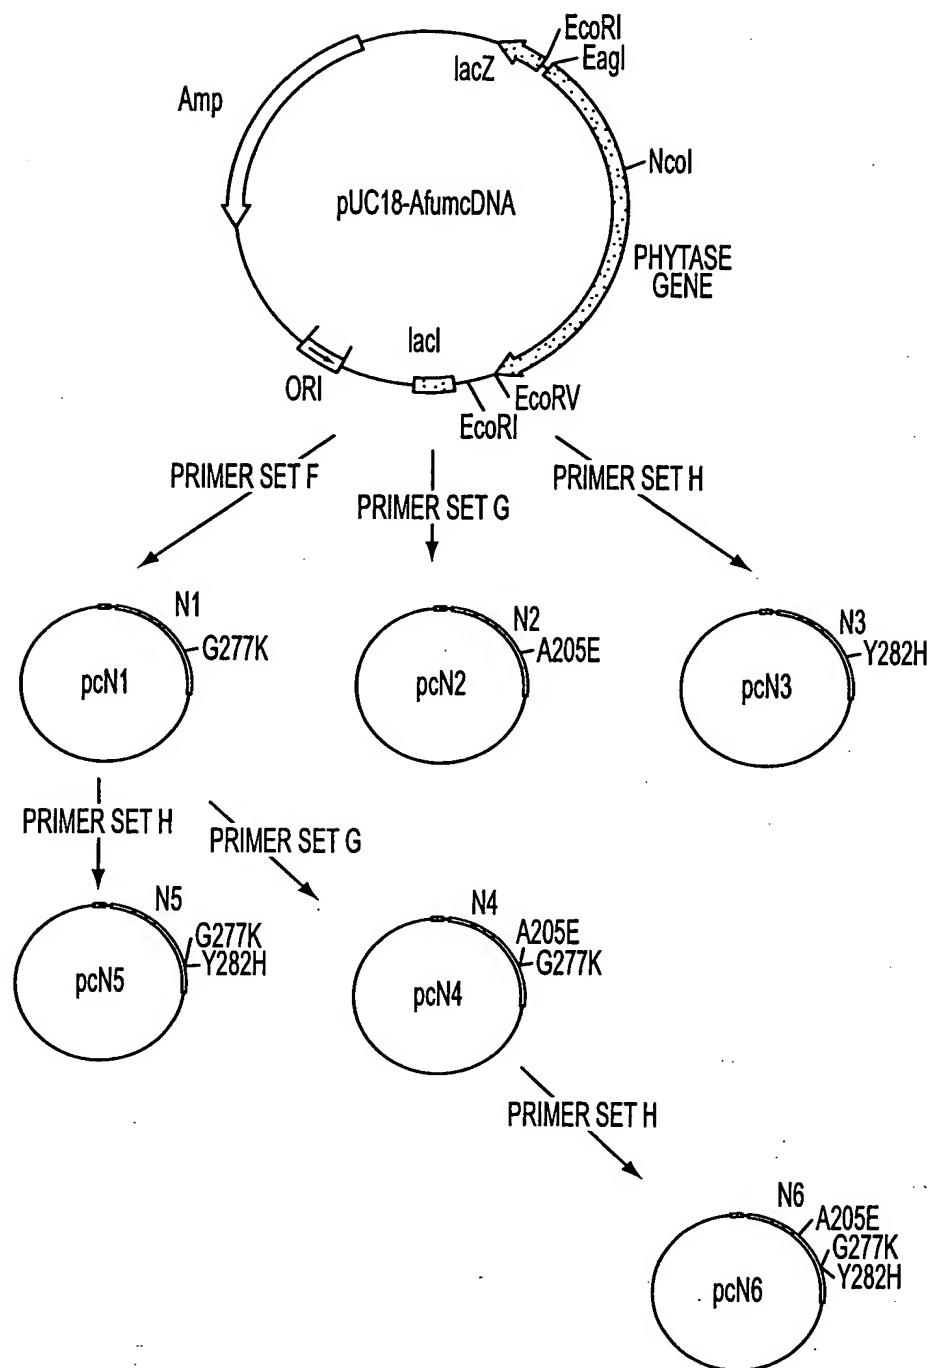 EcoRI
EagI
lacZ
Amp
NcoI
pUC18-AfumcDNA
PHYTASE
GENE
lacI
ORI
EcoRV
EcoRI
PRIMER SET F
PRIMER SET G
PRIMER SET H
N1
G277K
pcN1
N2
A205E
pcN2
N3
Y282H
pcN3
PRIMER SET H
PRIMER SET G
N5
G277K
Y282H
pcN5
N4
A205E
G277K
pcN4
PRIMER SET H
N6
A205E
G277K
Y282H
pcN6